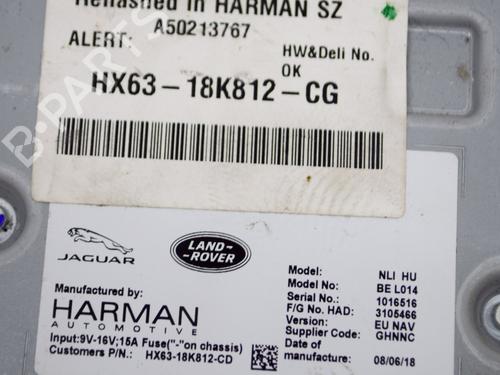 Reflashed in HARMAN SZ
A50213767
ALERT:
HW&Deli No.
OK
HX63-18K812-CG
B-PARTS
JAGUAR
LAND-
ROVER
Manufactured by:
HARMAN
AUTOMOTIVE
Input:9V-16V;15A Fuse("-"on chassis)
Customers P/N.: HX63-18K812-CD
Model: NLI HU
Model No: BE L014
Serial No.: 1016516
F/G No. HAD: 3105466
Version: EU NAV
Supplier Code: GHNNC
Date of
manufacture: 08/06/18